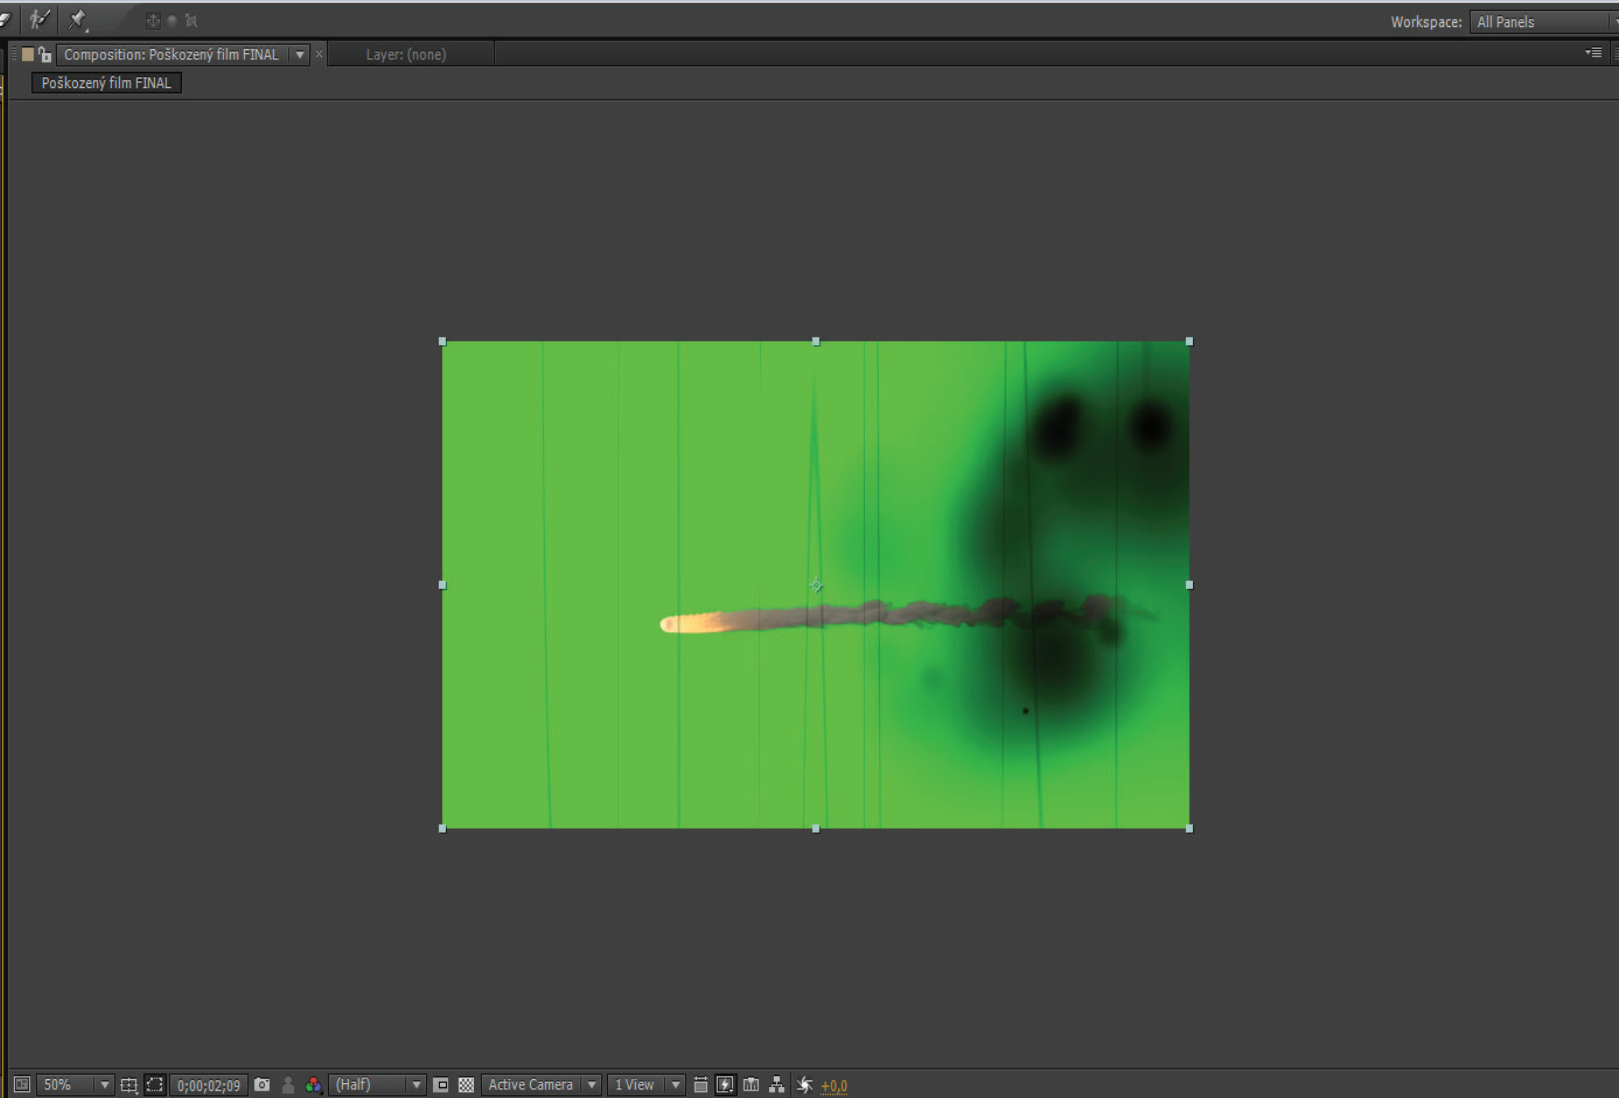 Workspace: All Panels
Composition: Poškozený film FINAL
Layer: (none)
Poškozený film FINAL
50%
0;00;02;09
(Half)
Active Camera
1 View
+0,0